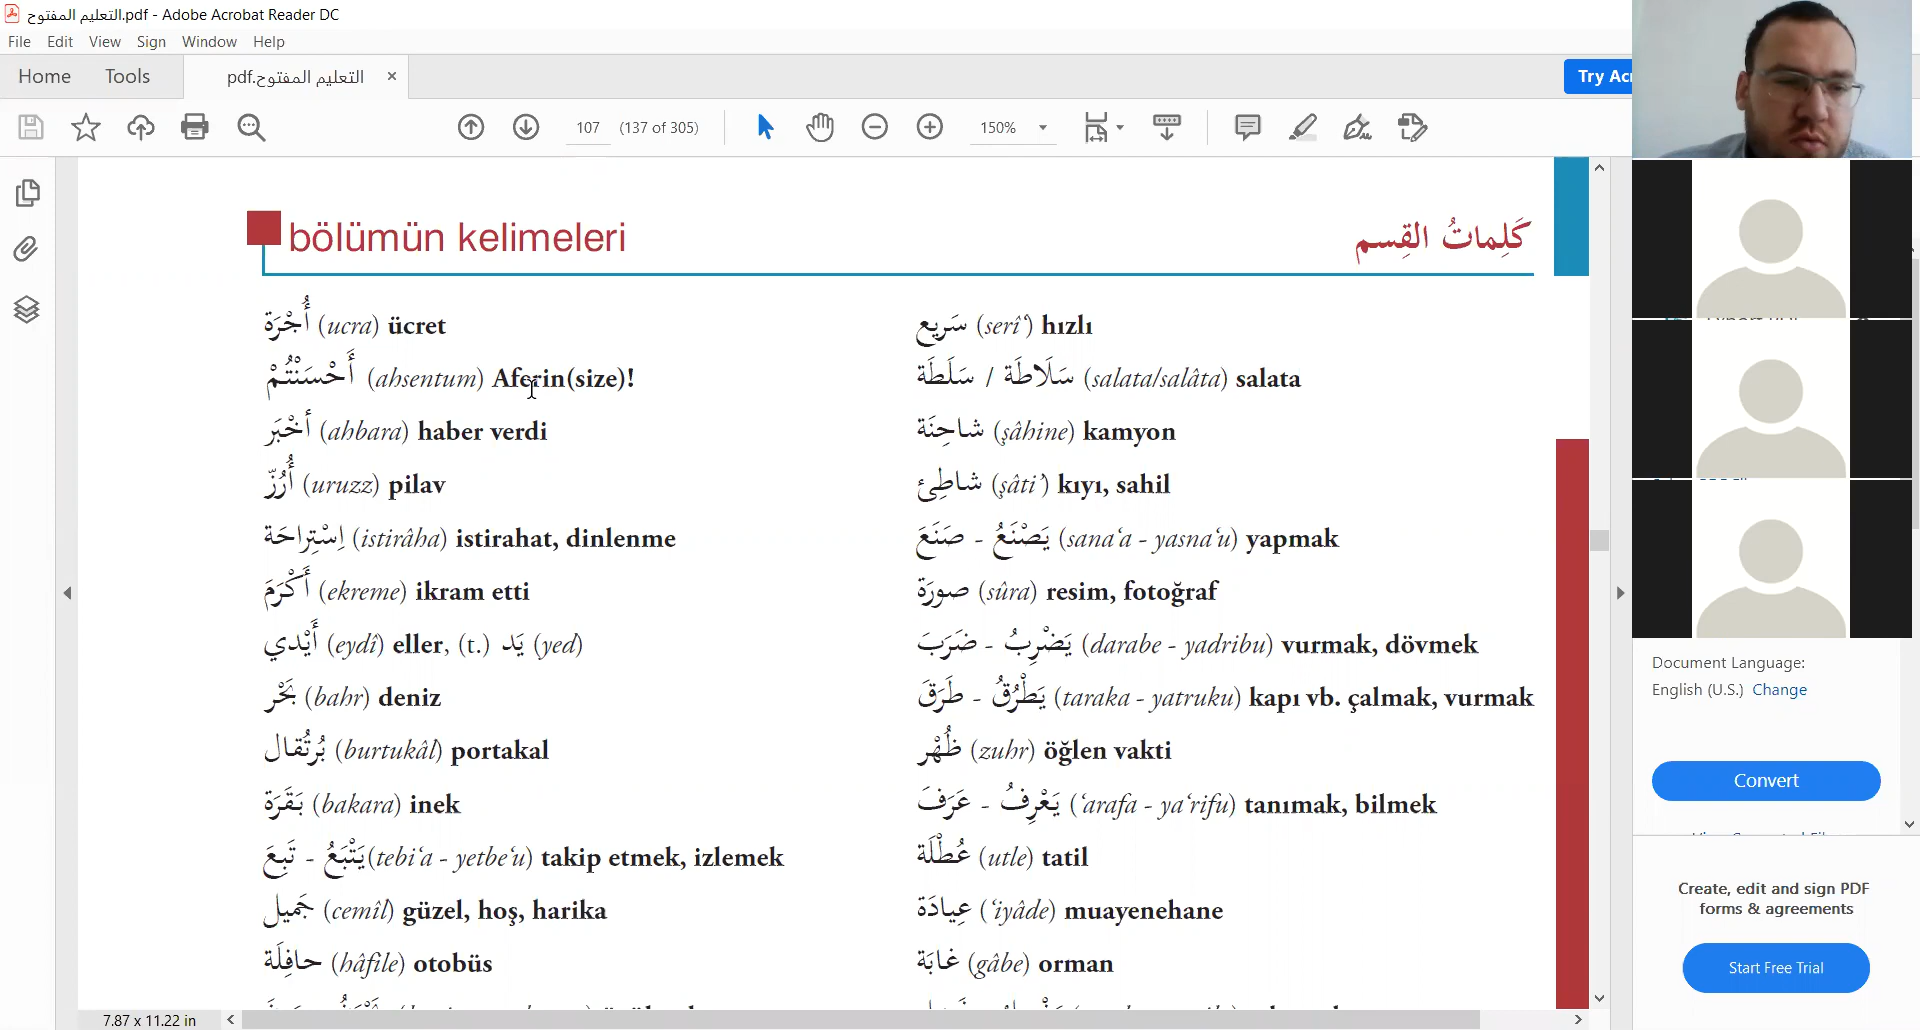 التعليم المفتوح.pdf - Adobe Acrobat Reader DC
File Edit View Sign Window Help
Home Tools التعليم المفتوح.pdf ×
Try Acr
107 (137 of 305) 150%
bölümün kelimeleri
كَلِماتُ القِسم
أُجْرَة (ucra) ücret
أَحْسَنْتُمْ (ahsentum) Aferin(size)!
أخْبَر (ahbara) haber verdi
أُرُزّ (uruzz) pilav
اِسْتِراحَة (istirâha) istirahat, dinlenme
أَكْرَمَ (ekreme) ikram etti
أَيْدي (eydî) eller, (t.) يَد (yed)
بَحْر (bahr) deniz
بُرتُقال (burtukâl) portakal
بَقَرَة (bakara) inek
تَبِعَ - يَتْبَعُ (tebi‘a - yetbe‘u) takip etmek, izlemek
جَميل (cemîl) güzel, hoş, harika
حافِلَة (hâfile) otobüs
سَريع (serî‘) hızlı
سَلَطَة / سَلَاطَة (salata/salâta) salata
شاحِنَة (şâhine) kamyon
شاطِئ (şâti’) kıyı, sahil
صَنَعَ - يَصْنَعُ (sana‘a - yasna‘u) yapmak
صورَة (sûra) resim, fotoğraf
ضَرَبَ - يَضْرِبُ (darabe - yadribu) vurmak, dövmek
طَرَقَ - يَطْرُقُ (taraka - yatruku) kapı vb. çalmak, vurmak
ظُهْر (zuhr) öğlen vakti
عَرَفَ - يَعْرِفُ (‘arafa - ya‘rifu) tanımak, bilmek
عُطْلَة (utle) tatil
عِيادَة (‘iyâde) muayenehane
غابَة (gâbe) orman
7.87 x 11.22 in
Document Language:
English (U.S.) Change
Convert
Create, edit and sign PDF
forms & agreements
Start Free Trial